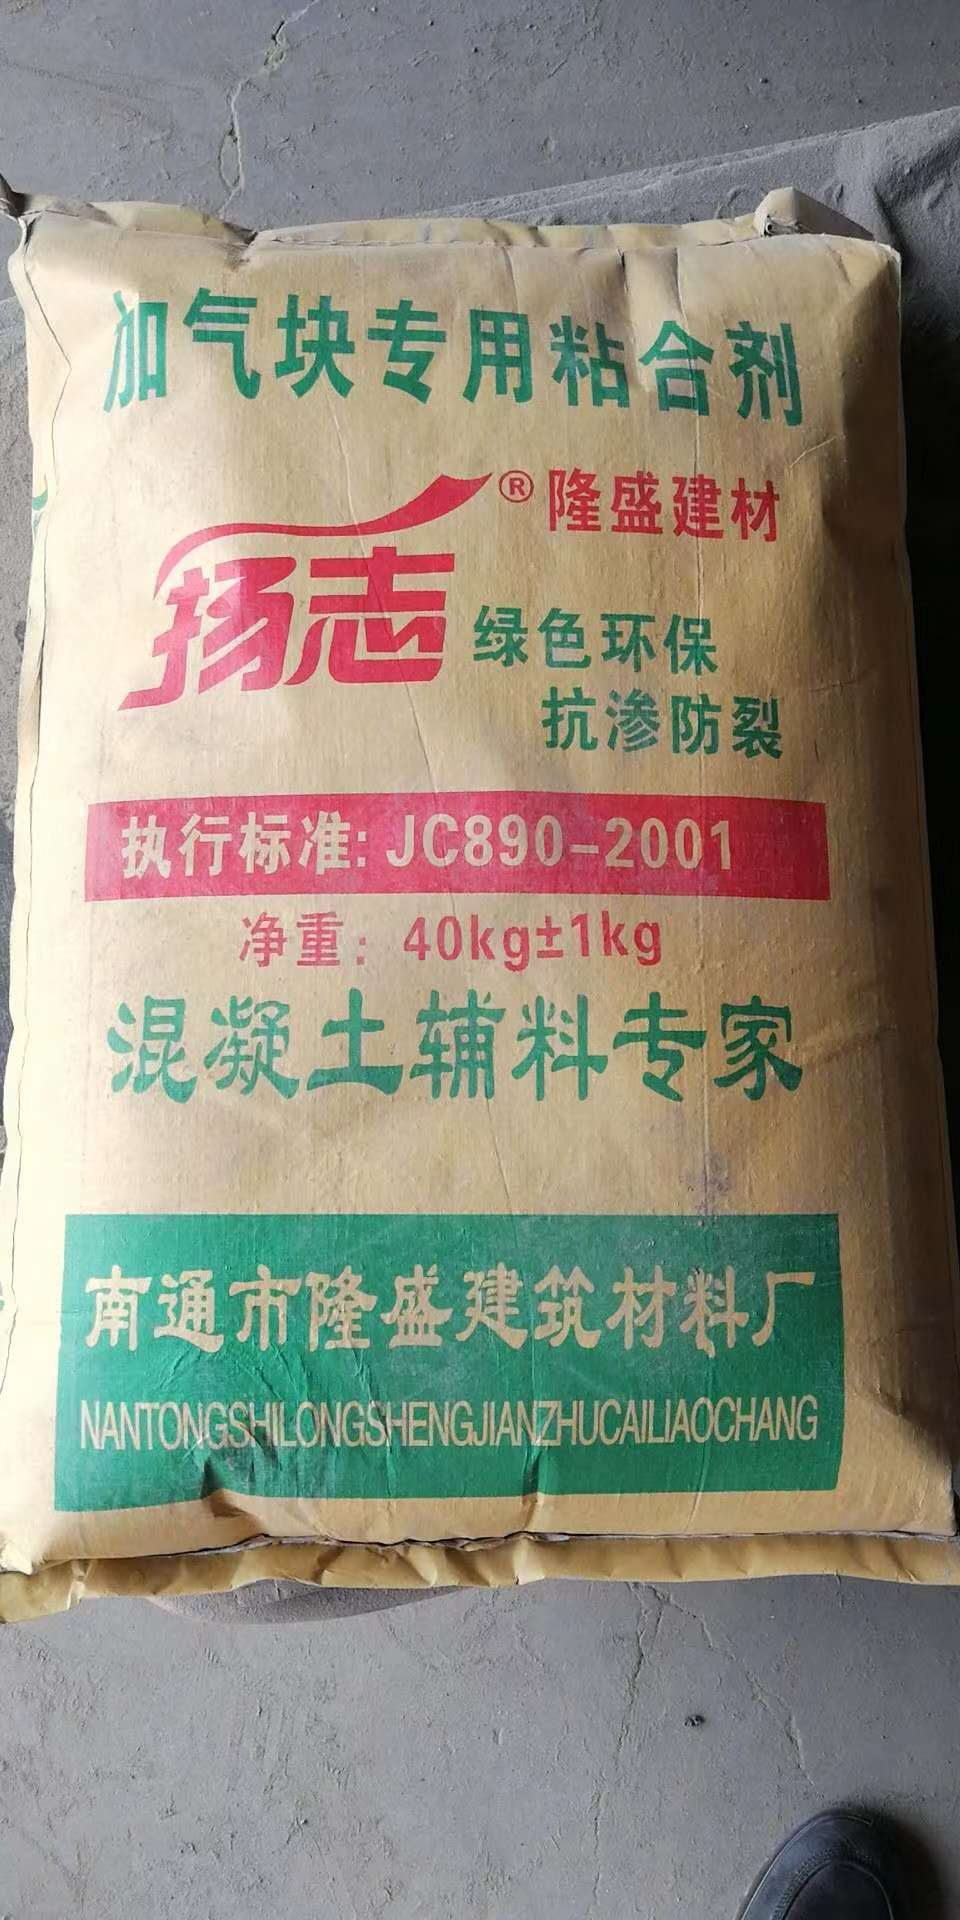 加气块专用粘合剂
®隆盛建材
扬志
绿色环保
抗渗防裂
执行标准: JC890-2001
净重: 40kg±1kg
混凝土辅料专家
南通市隆盛建筑材料厂
NANTONGSHILONGSHENGJIANZHUCAILIAOCHANG